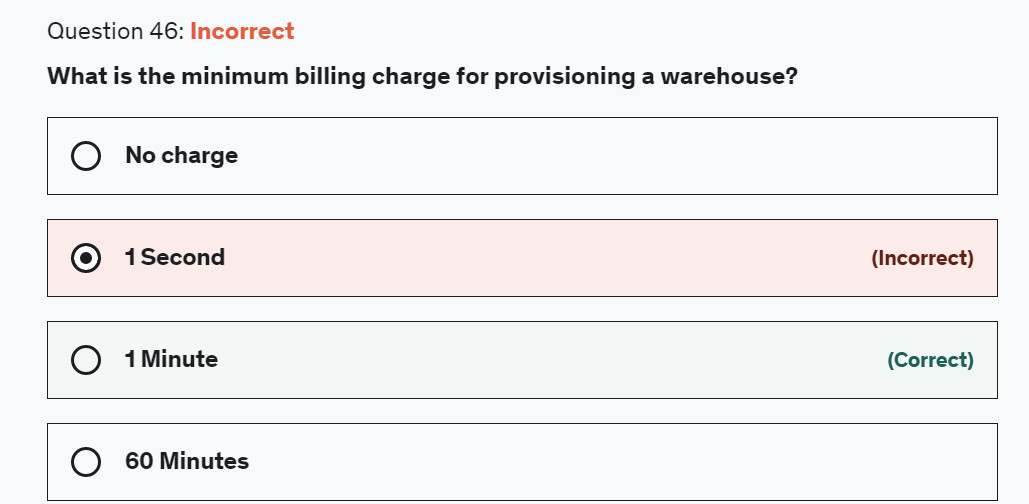 Question 46: Incorrect
What is the minimum billing charge for provisioning a warehouse?
No charge
1 Second (Incorrect)
1 Minute (Correct)
60 Minutes